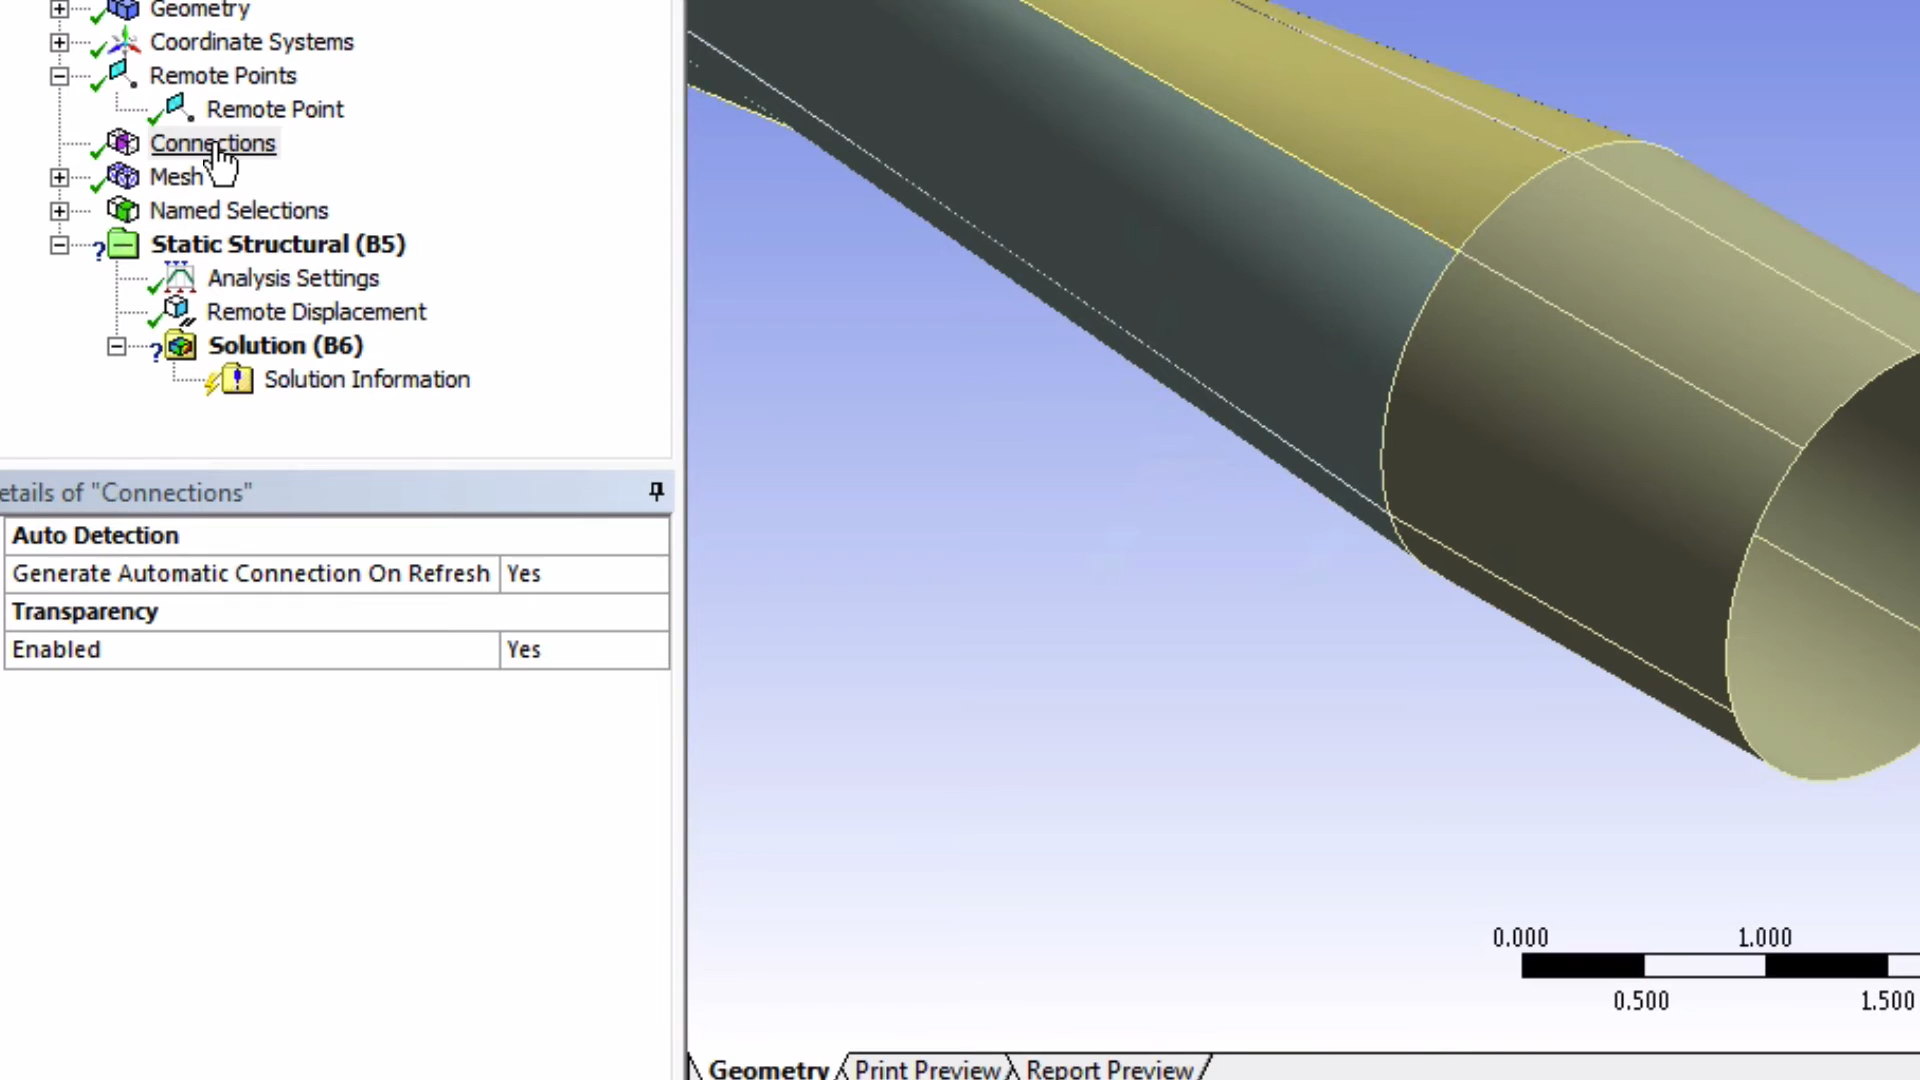 Geometry
Coordinate Systems
Remote Points
Remote Point
Connections
Mesh
Named Selections
Static Structural (B5)
Analysis Settings
Remote Displacement
Solution (B6)
Solution Information
etails of "Connections"
Auto Detection
Generate Automatic Connection On Refresh Yes
Transparency
Enabled Yes
0.000 1.000
0.500 1.500
Geometry Print Preview Report Preview